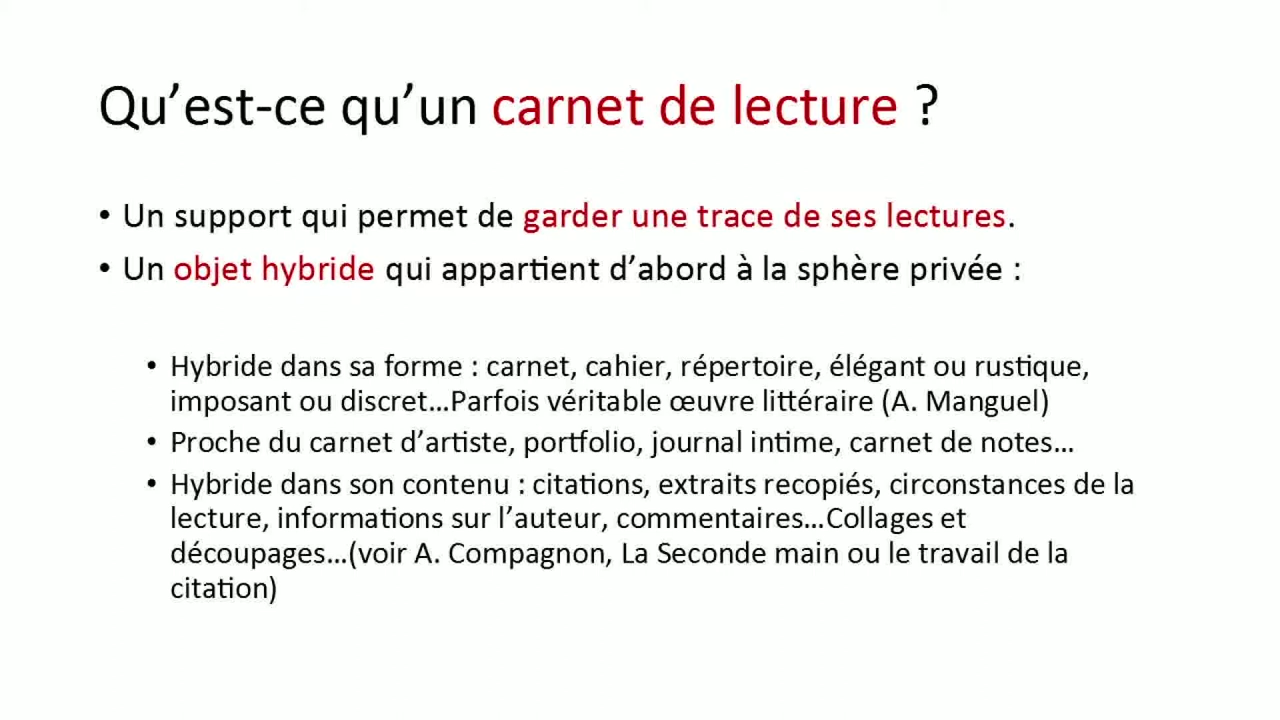 Qu’est-ce qu’un carnet de lecture ?
• Un support qui permet de garder une trace de ses lectures.
• Un objet hybride qui appartient d’abord à la sphère privée :
• Hybride dans sa forme : carnet, cahier, répertoire, élégant ou rustique,
imposant ou discret…Parfois véritable œuvre littéraire (A. Manguel)
• Proche du carnet d’artiste, portfolio, journal intime, carnet de notes…
• Hybride dans son contenu : citations, extraits recopiés, circonstances de la
lecture, informations sur l’auteur, commentaires…Collages et
découpages…(voir A. Compagnon, La Seconde main ou le travail de la
citation)